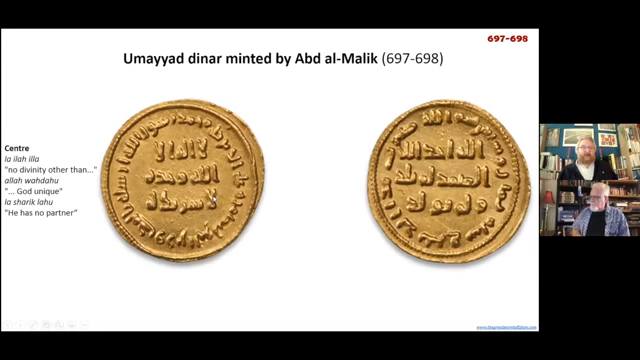 697-698
Umayyad dinar minted by Abd al-Malik (697-698)
Centre
la ilah illa
"no divinity other than..."
allah wahdahu
"... God unique"
la sharik lahu
"He has no partner"
لا اله الا
الله وحده
لا شريك له
الله احد الله
الصمد لم يلد
و لم يولد